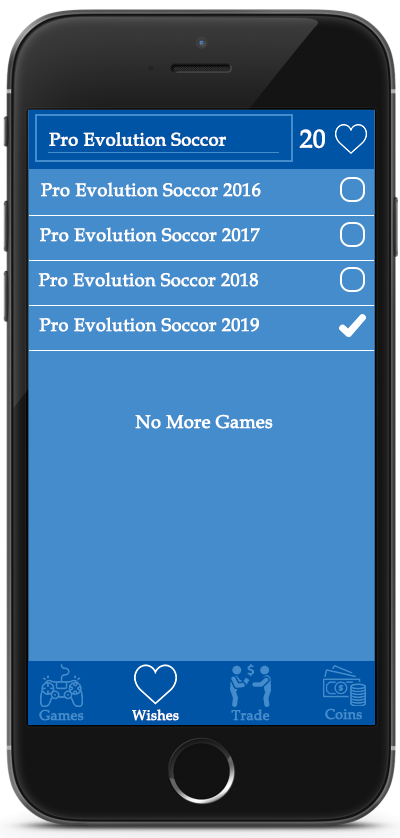 Pro Evolution Soccor 20
Pro Evolution Soccor 2016
Pro Evolution Soccor 2017
Pro Evolution Soccor 2018
Pro Evolution Soccor 2019
No More Games
Games Wishes Trade Coins